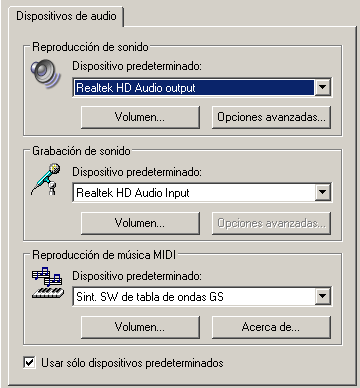 Dispositivos de audio
Reproducción de sonido
Dispositivo predeterminado:
Realtek HD Audio output
Volumen... Opciones avanzadas...
Grabación de sonido
Dispositivo predeterminado:
Realtek HD Audio Input
Volumen... Opciones avanzadas...
Reproducción de música MIDI
Dispositivo predeterminado:
Sint. SW de tabla de ondas GS
Volumen... Acerca de...
Usar sólo dispositivos predeterminados